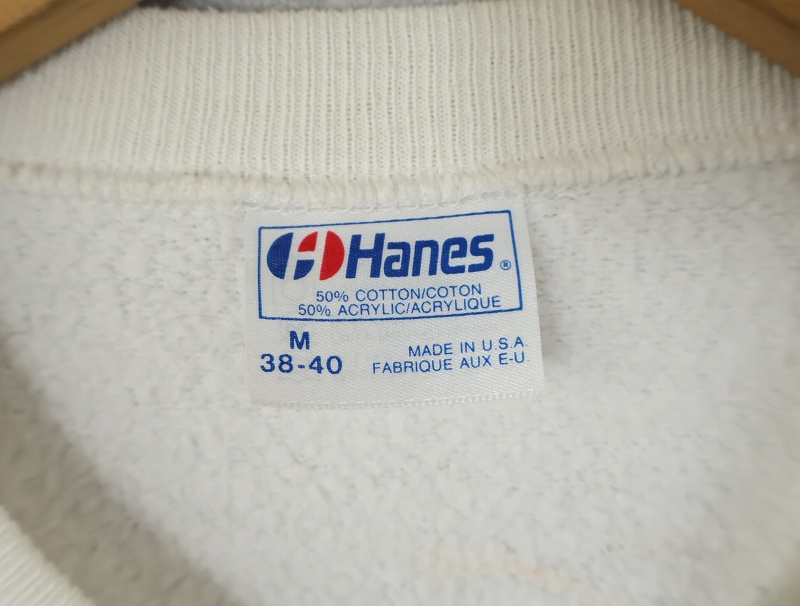 Hanes®
50% COTTON/COTON
50% ACRYLIC/ACRYLIQUE
M
38-40
MADE IN U.S.A.
FABRIQUE AUX E-U.